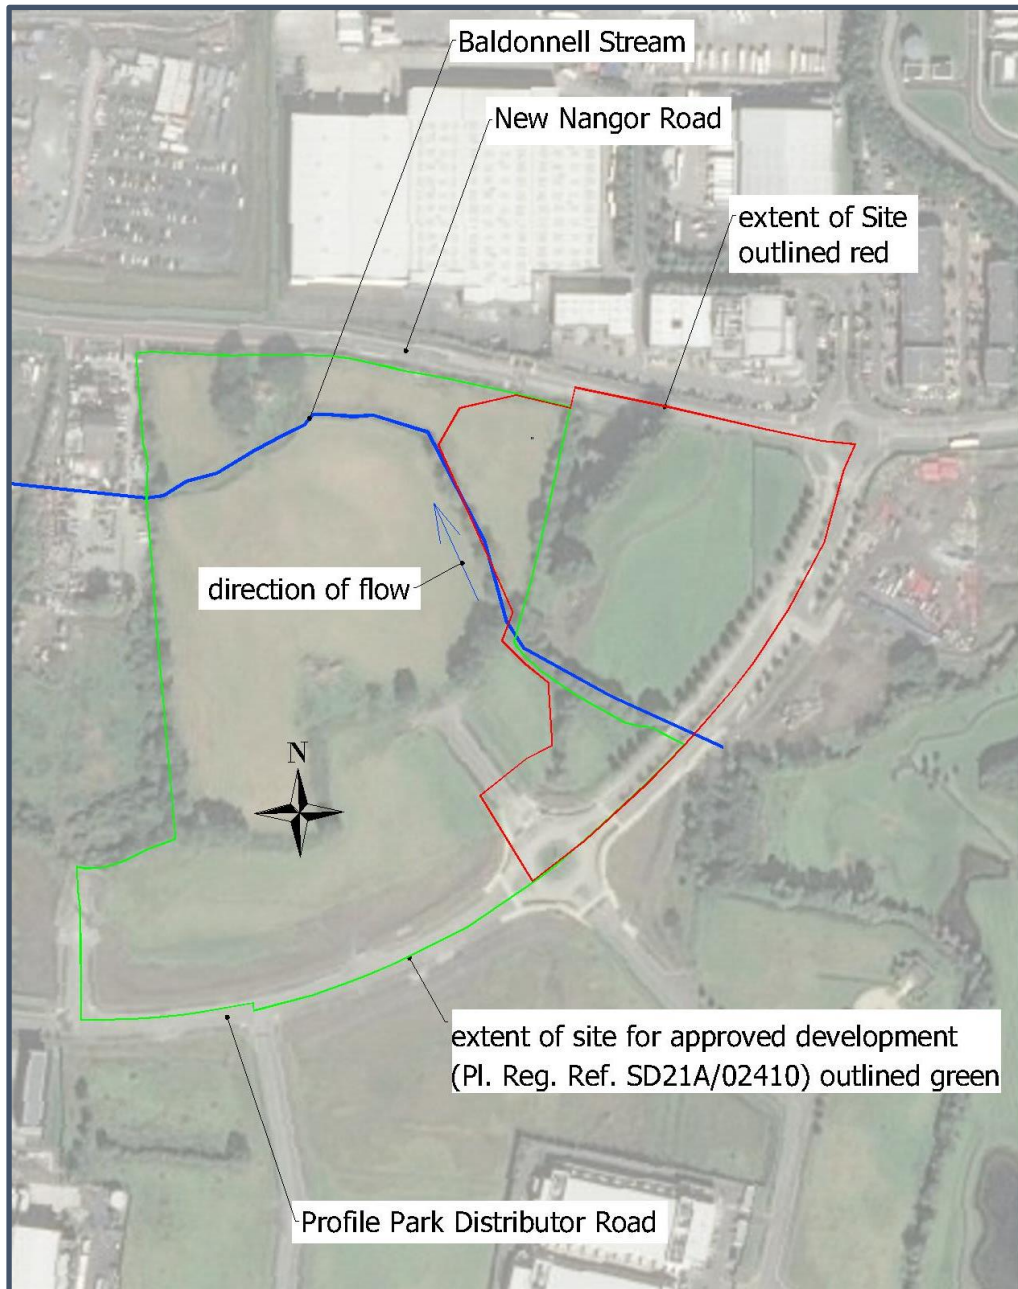 Baldonnell Stream
New Nangor Road
extent of Site
outlined red
direction of flow
N
extent of site for approved development
(Pl. Reg. Ref. SD21A/02410) outlined green
Profile Park Distributor Road